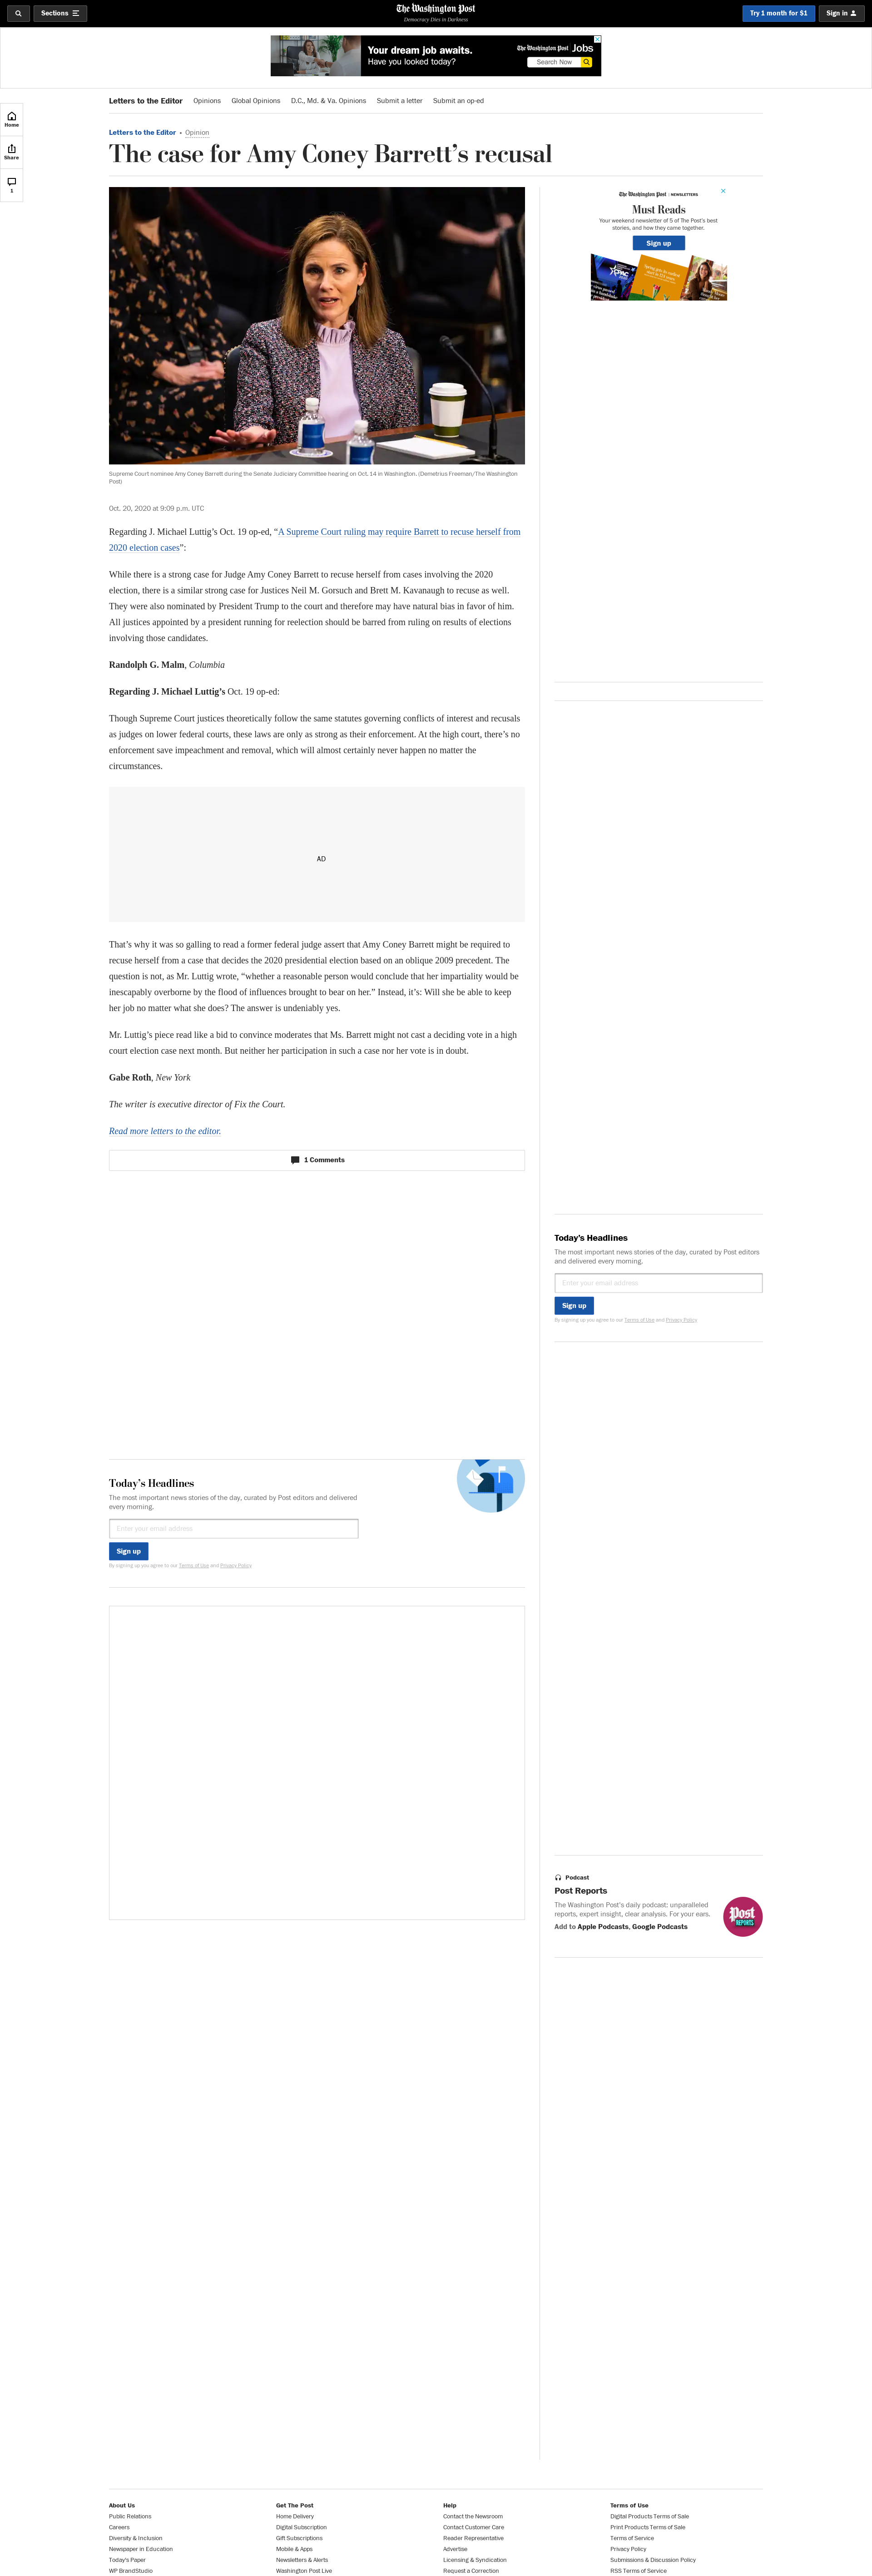 Sections
The Washington Post
Democracy Dies in Darkness
Try 1 month for $1
Sign in
Your dream job awaits.
Have you looked today?
The Washington Post Jobs
Search Now
Letters to the Editor Opinions Global Opinions D.C., Md. & Va. Opinions Submit a letter Submit an op-ed
Home
Share
1
Letters to the Editor • Opinion
The case for Amy Coney Barrett’s recusal
Supreme Court nominee Amy Coney Barrett during the Senate Judiciary Committee hearing on Oct. 14 in Washington. (Demetrius Freeman/The Washington
Post)
Oct. 20, 2020 at 9:09 p.m. UTC
Regarding J. Michael Luttig’s Oct. 19 op-ed, “A Supreme Court ruling may require Barrett to recuse herself from
2020 election cases”:
While there is a strong case for Judge Amy Coney Barrett to recuse herself from cases involving the 2020
election, there is a similar strong case for Justices Neil M. Gorsuch and Brett M. Kavanaugh to recuse as well.
They were also nominated by President Trump to the court and therefore may have natural bias in favor of him.
All justices appointed by a president running for reelection should be barred from ruling on results of elections
involving those candidates.
Randolph G. Malm, Columbia
Regarding J. Michael Luttig’s Oct. 19 op-ed:
Though Supreme Court justices theoretically follow the same statutes governing conflicts of interest and recusals
as judges on lower federal courts, these laws are only as strong as their enforcement. At the high court, there’s no
enforcement save impeachment and removal, which will almost certainly never happen no matter the
circumstances.
AD
That’s why it was so galling to read a former federal judge assert that Amy Coney Barrett might be required to
recuse herself from a case that decides the 2020 presidential election based on an oblique 2009 precedent. The
question is not, as Mr. Luttig wrote, “whether a reasonable person would conclude that her impartiality would be
inescapably overborne by the flood of influences brought to bear on her.” Instead, it’s: Will she be able to keep
her job no matter what she does? The answer is undeniably yes.
Mr. Luttig’s piece read like a bid to convince moderates that Ms. Barrett might not cast a deciding vote in a high
court election case next month. But neither her participation in such a case nor her vote is in doubt.
Gabe Roth, New York
The writer is executive director of Fix the Court.
Read more letters to the editor.
1 Comments
Today’s Headlines
The most important news stories of the day, curated by Post editors and delivered
every morning.
Enter your email address
Sign up
By signing up you agree to our Terms of Use and Privacy Policy
The Washington Post | NEWSLETTERS
Must Reads
Your weekend newsletter of 5 of The Post’s best
stories, and how they came together.
Sign up
Today’s Headlines
The most important news stories of the day, curated by Post editors
and delivered every morning.
Enter your email address
Sign up
By signing up you agree to our Terms of Use and Privacy Policy
Podcast
Post Reports
The Washington Post’s daily podcast: unparalleled
reports, expert insight, clear analysis. For your ears.
Add to Apple Podcasts, Google Podcasts
Post
REPORTS
About Us
Public Relations
Careers
Diversity & Inclusion
Newspaper in Education
Today’s Paper
WP BrandStudio
Get The Post
Home Delivery
Digital Subscription
Gift Subscriptions
Mobile & Apps
Newsletters & Alerts
Washington Post Live
Help
Contact the Newsroom
Contact Customer Care
Reader Representative
Advertise
Licensing & Syndication
Request a Correction
Terms of Use
Digital Products Terms of Sale
Print Products Terms of Sale
Terms of Service
Privacy Policy
Submissions & Discussion Policy
RSS Terms of Service